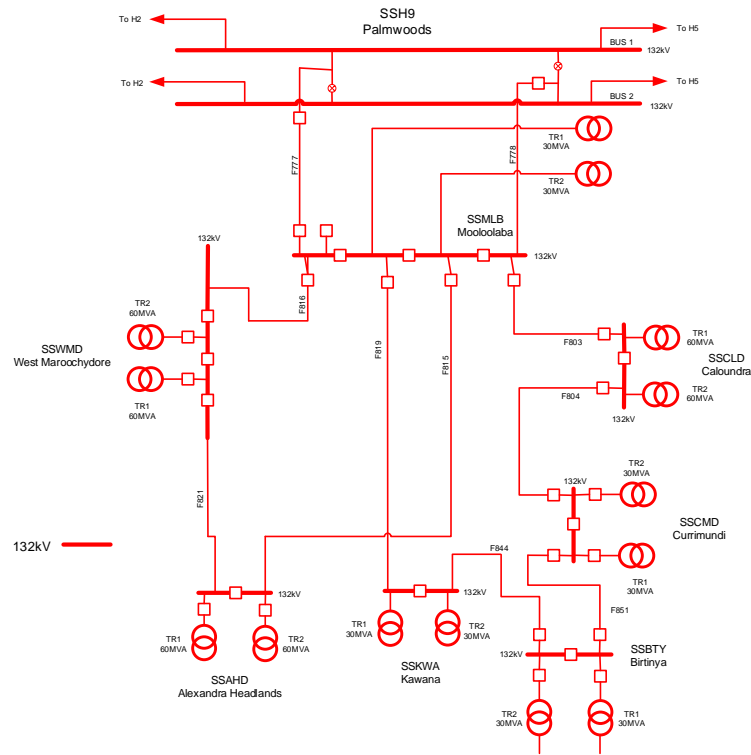 SSH9
Palmwoods
To H2
To H5
BUS 1
132kV
To H2
To H5
BUS 2
132kV
TR1
30MVA
F777
F778
TR2
30MVA
SSMLB
Mooloolaba
132kV
132kV
F816
TR2
60MVA
SSWMD
West Maroochydore
TR1
60MVA
F819
F815
F803
TR1
60MVA
SSCLD
Caloundra
F804
TR2
60MVA
132kV
F821
132kV
TR2
30MVA
SSCMD
Currimundi
132kV
F844
TR1
30MVA
132kV
132kV
F851
TR1
60MVA
TR2
60MVA
TR1
30MVA
TR2
30MVA
SSAHD
Alexandra Headlands
SSKWA
Kawana
132kV
SSBTY
Birtinya
TR2
30MVA
TR1
30MVA